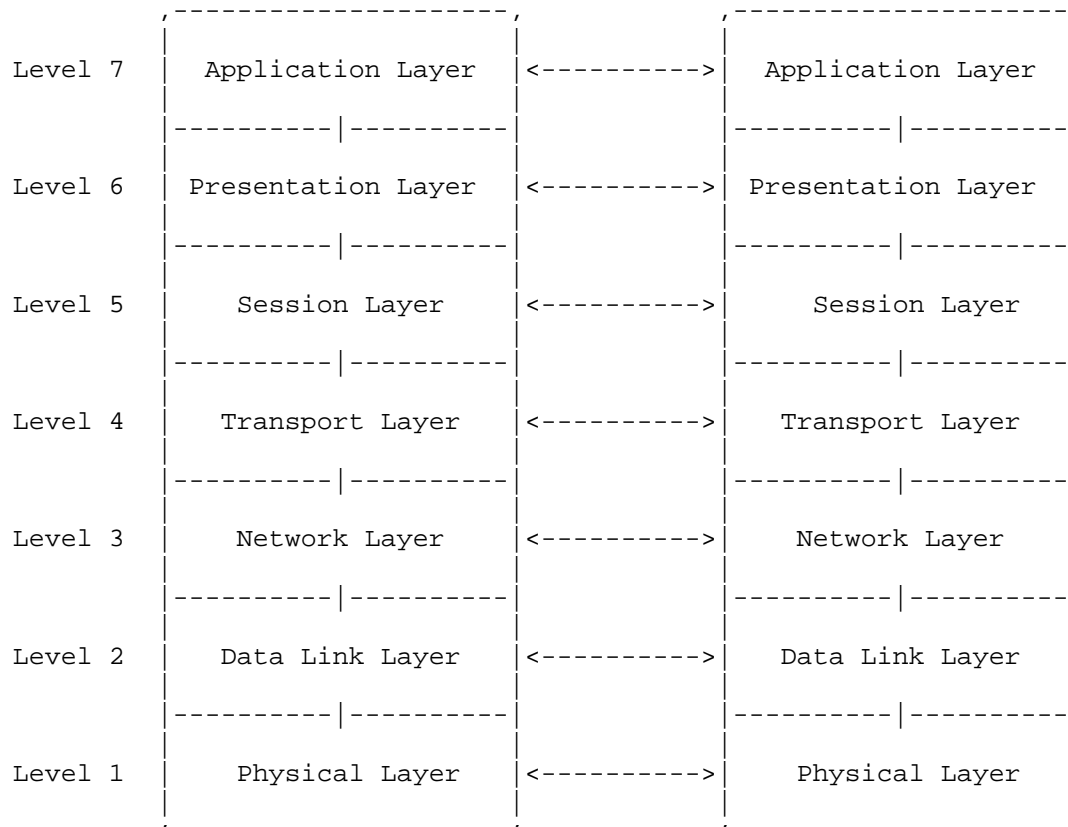 Level 7 Application Layer <----------> Application Layer
Level 6 Presentation Layer <----------> Presentation Layer
Level 5 Session Layer <----------> Session Layer
Level 4 Transport Layer <----------> Transport Layer
Level 3 Network Layer <----------> Network Layer
Level 2 Data Link Layer <----------> Data Link Layer
Level 1 Physical Layer <----------> Physical Layer